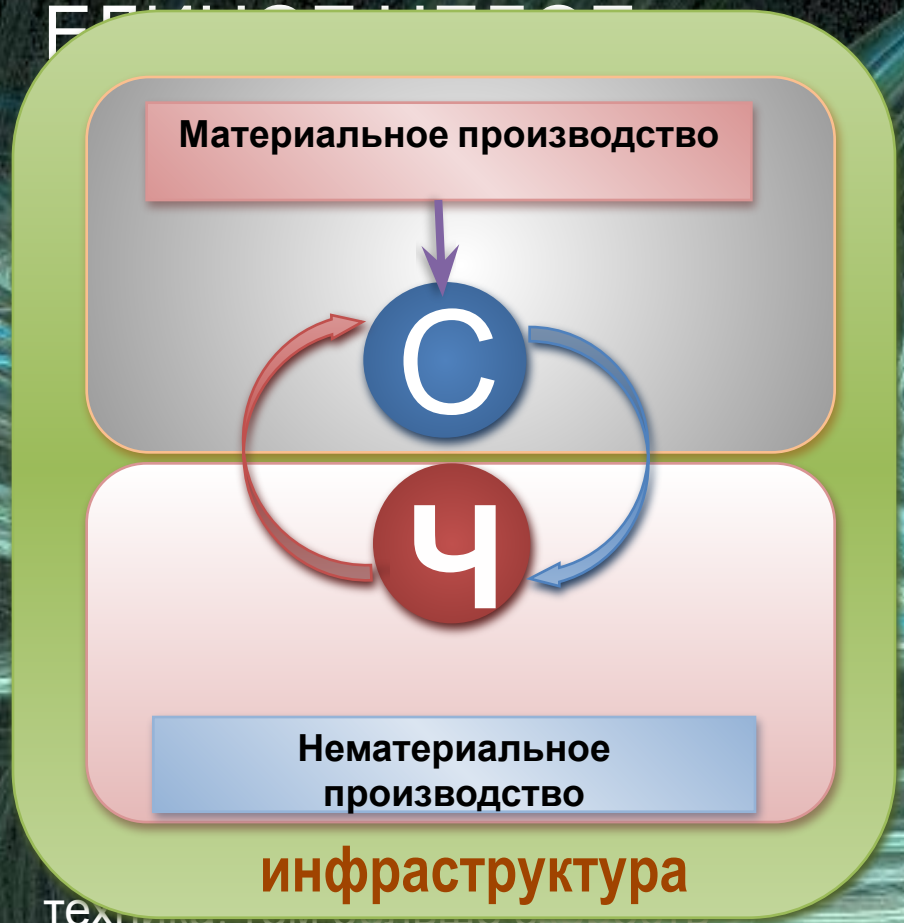 Материальное производство
С
Ч
Нематериальное
производство
инфраструктура